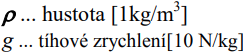 ρ ... hustota [1kg/m³]
g ... tíhové zrychlení[10 N/kg]